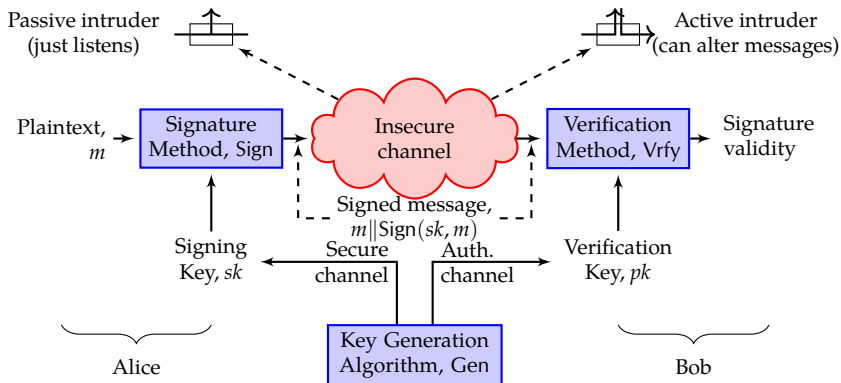 Passive intruder
(just listens)
Active intruder
(can alter messages)
Plaintext,
m
Signature
Method, Sign
Insecure
channel
Verification
Method, Vrfy
Signature
validity
Signed message,
m‖Sign(sk, m)
Signing
Key, sk
Secure
channel
Auth.
channel
Verification
Key, pk
Key Generation
Algorithm, Gen
Alice
Bob